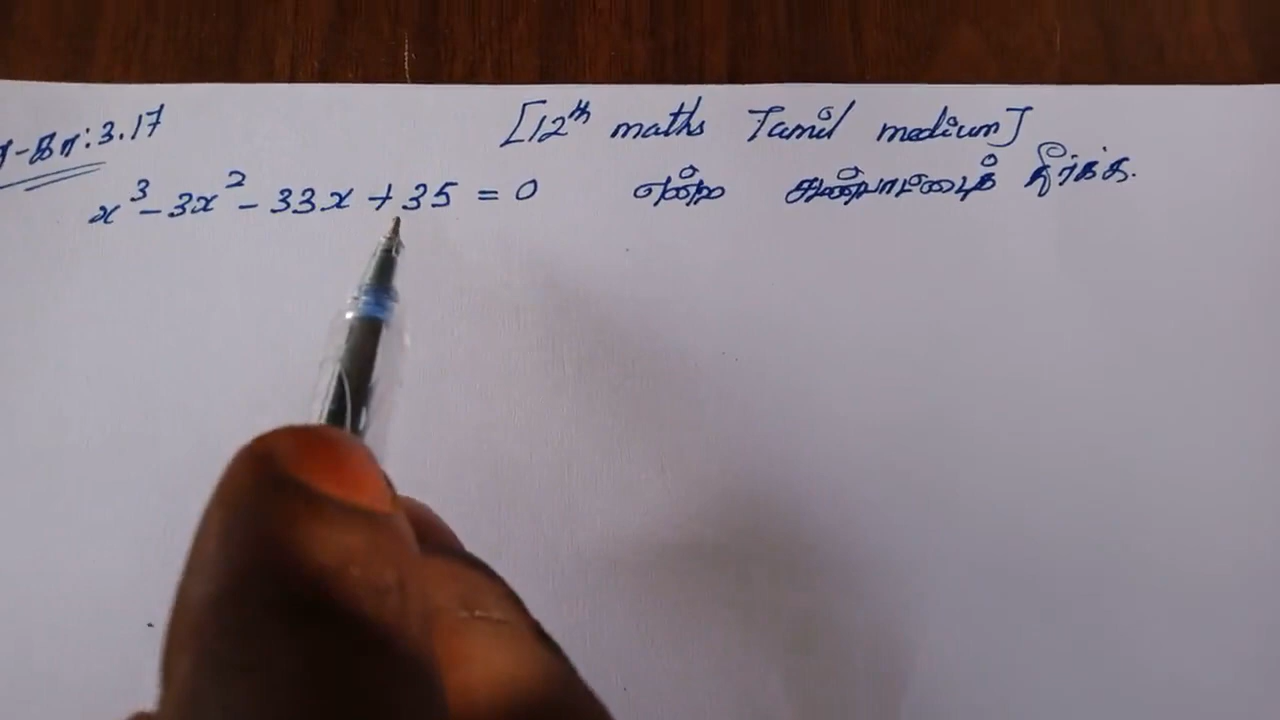 [12th maths Tamil medium]
எ-கா: 3.17
x³ - 3x² - 33x + 35 = 0 என்ற சமன்பாட்டைத் தீர்க்க.